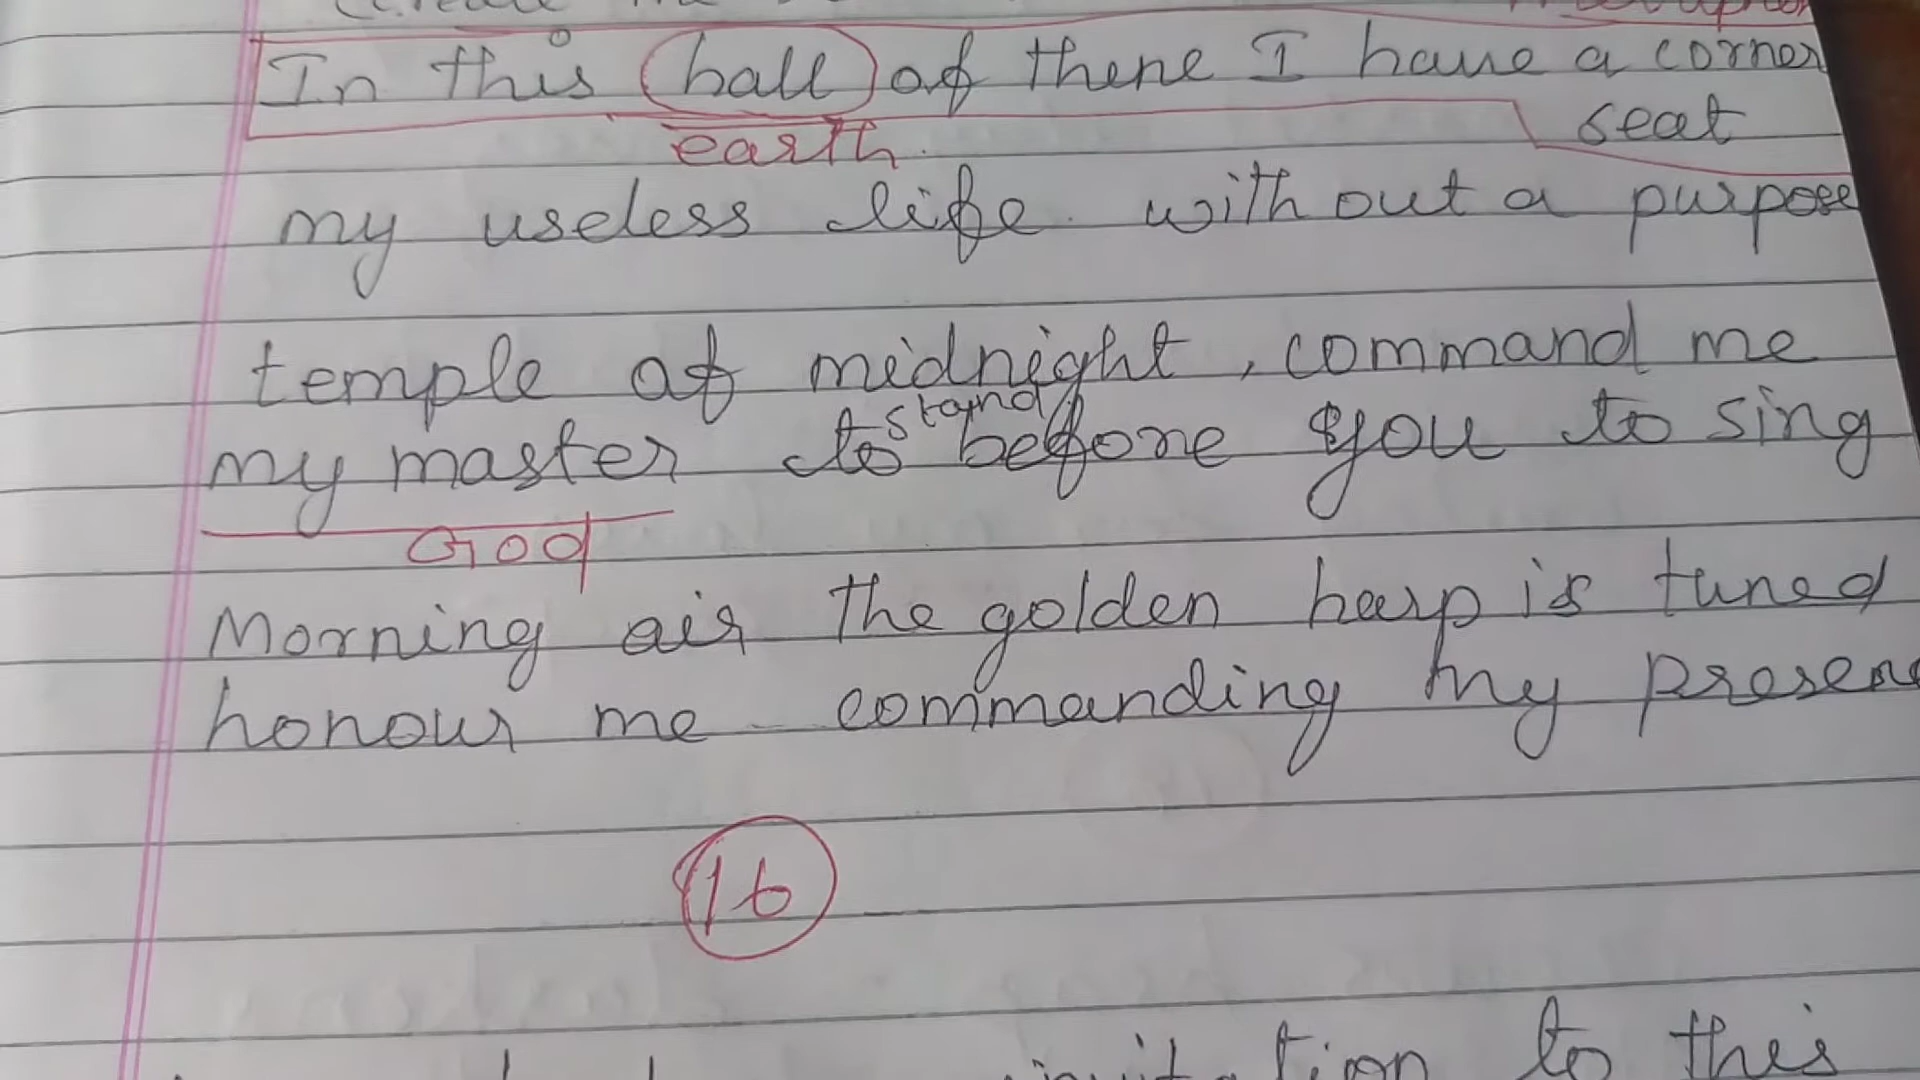 In this hall of thene I have a corner
seat
earth.
my useless life without a purpose
temple of midnight, command me
stand
my master to before you to sing
God
Morning air the golden harp is tuned
honour me commanding my presenc
16
to this